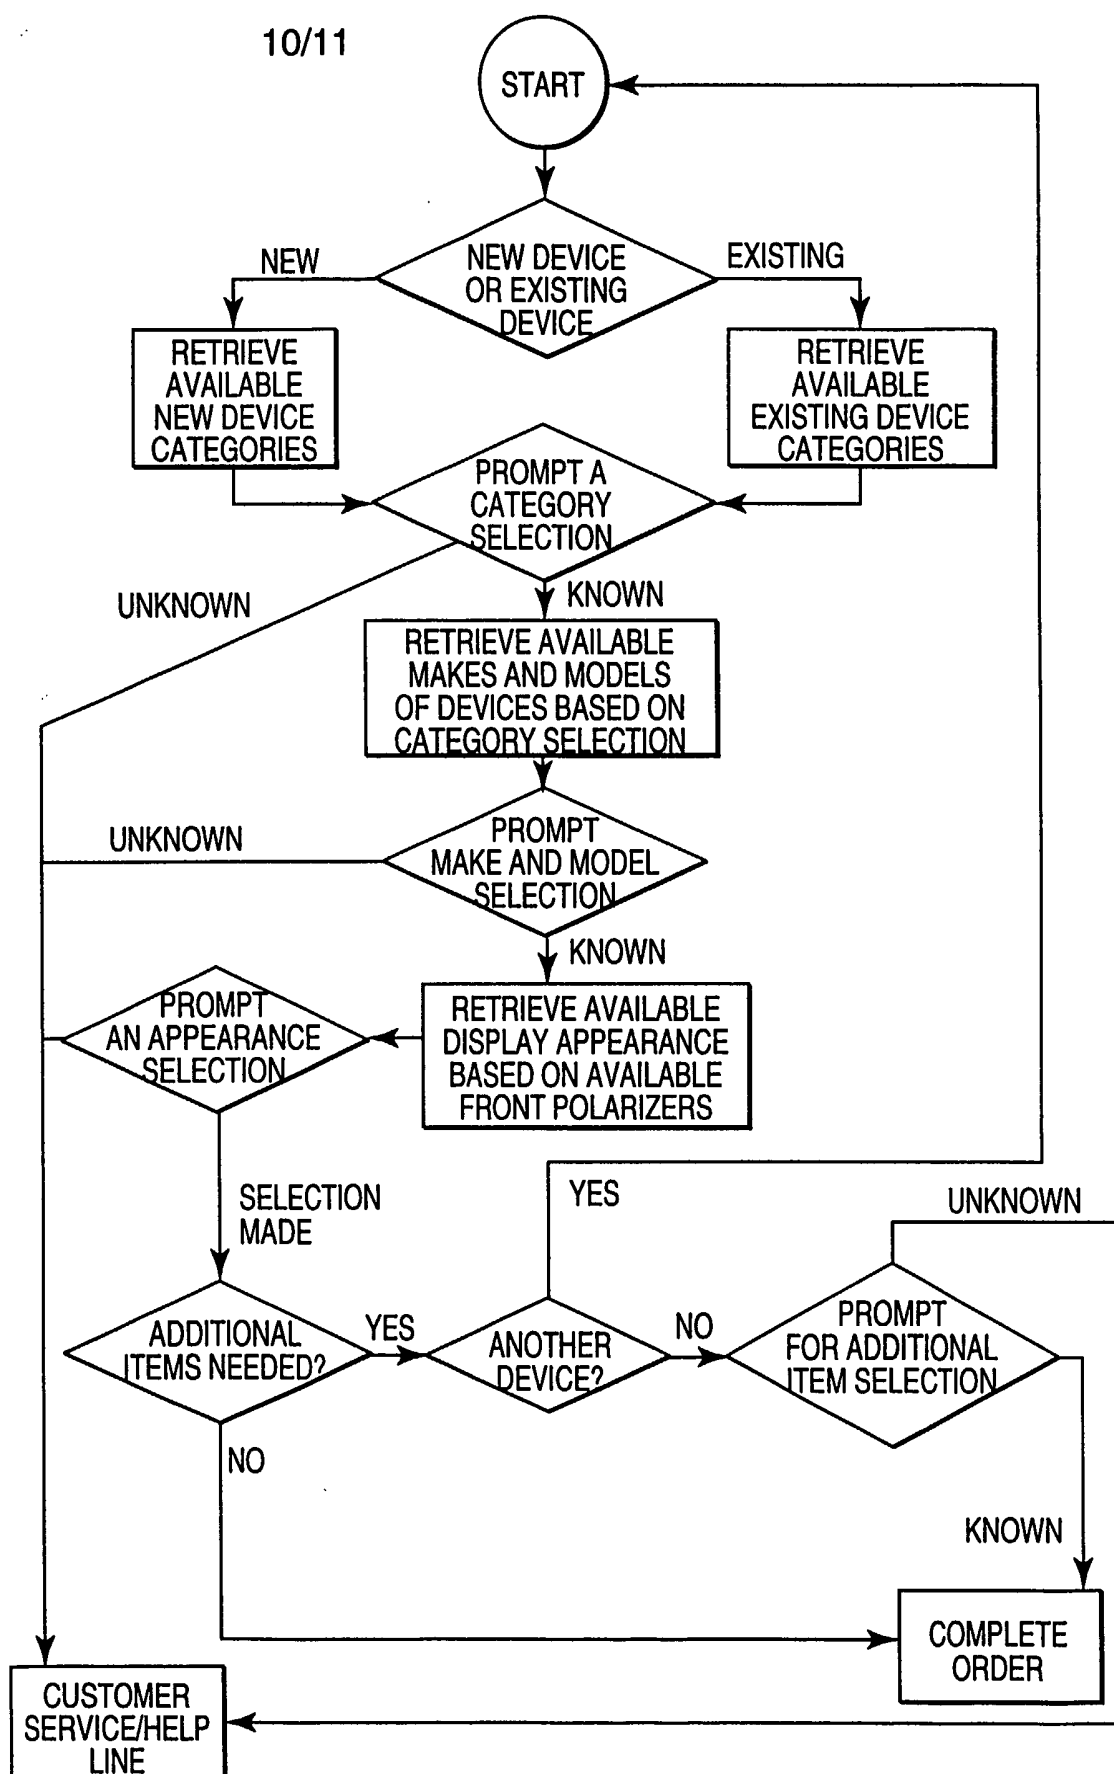 10/11
START
NEW
NEW DEVICE
OR EXISTING
DEVICE
EXISTING
RETRIEVE
AVAILABLE
NEW DEVICE
CATEGORIES
RETRIEVE
AVAILABLE
EXISTING DEVICE
CATEGORIES
PROMPT A
CATEGORY
SELECTION
UNKNOWN
KNOWN
RETRIEVE AVAILABLE
MAKES AND MODELS
OF DEVICES BASED ON
CATEGORY SELECTION
UNKNOWN
PROMPT
MAKE AND MODEL
SELECTION
KNOWN
PROMPT
AN APPEARANCE
SELECTION
RETRIEVE AVAILABLE
DISPLAY APPEARANCE
BASED ON AVAILABLE
FRONT POLARIZERS
SELECTION
MADE
YES
UNKNOWN
ADDITIONAL
ITEMS NEEDED?
YES
ANOTHER
DEVICE?
NO
PROMPT
FOR ADDITIONAL
ITEM SELECTION
NO
KNOWN
COMPLETE
ORDER
CUSTOMER
SERVICE/HELP
LINE